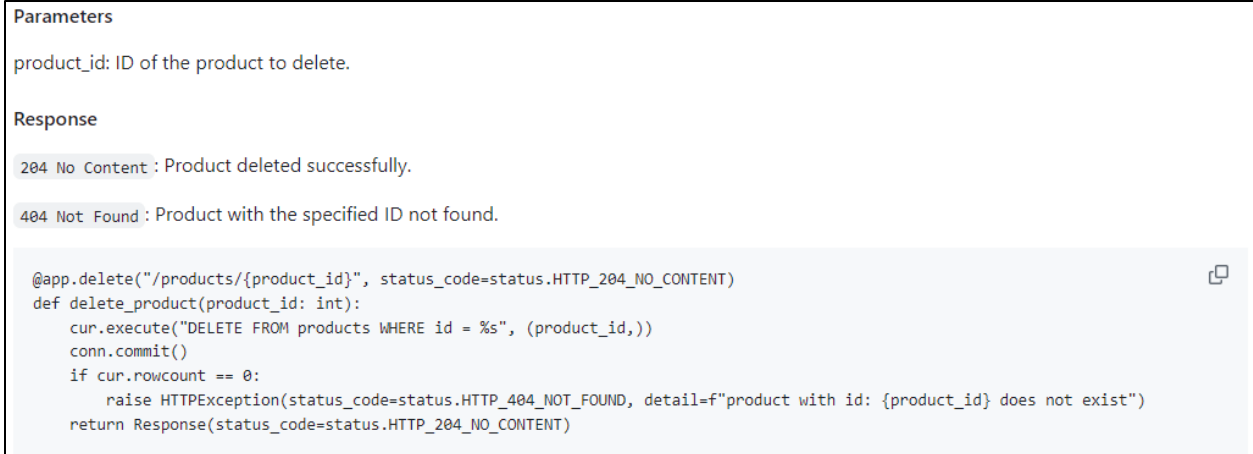 Parameters
product_id: ID of the product to delete.
Response
204 No Content : Product deleted successfully.
404 Not Found : Product with the specified ID not found.
@app.delete("/products/{product_id}", status_code=status.HTTP_204_NO_CONTENT)
def delete_product(product_id: int):
    cur.execute("DELETE FROM products WHERE id = %s", (product_id,))
    conn.commit()
    if cur.rowcount == 0:
        raise HTTPException(status_code=status.HTTP_404_NOT_FOUND, detail=f"product with id: {product_id} does not exist")
    return Response(status_code=status.HTTP_204_NO_CONTENT)